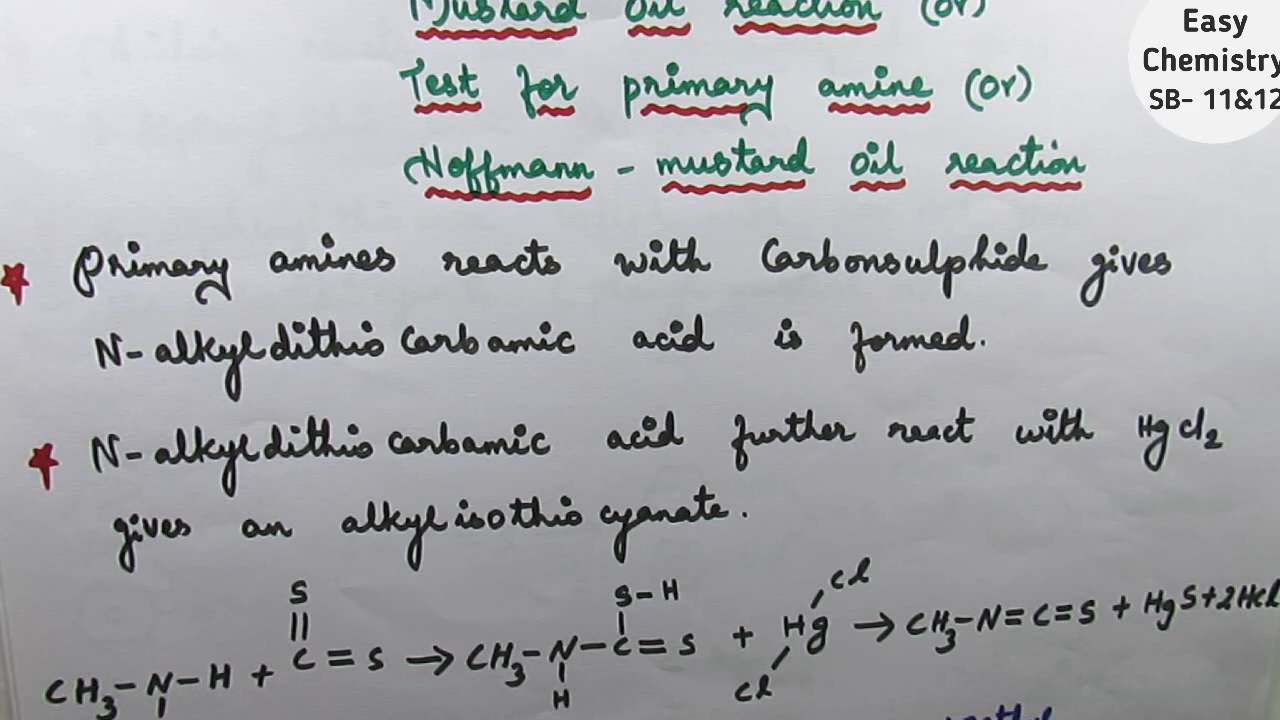 Mustard oil reaction (or)
Easy
Chemistry
SB- 11&12
Test for primary amine (or)
Hoffmann - mustard oil reaction
Primary amines reacts with Carbonsulphide gives
N-alkyldithiocarbamic acid is formed.
N-alkyldithiocarbamic acid further react with HgCl2
gives an alkylisothiocyanate.
S
||
CH3-N-H + C=S → CH3-N-C=S + Hg → CH3-N=C=S + HgS+2HCl
S-H
H
Cl
Cl